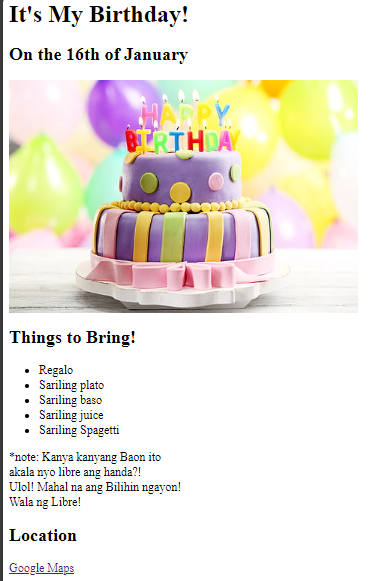 It's My Birthday!
On the 16th of January
HAPPY
BIRTHDAY
Things to Bring!
Regalo
Sariling plato
Sariling baso
Sariling juice
Sariling Spagetti
*note: Kanya kanyang Baon ito
akala nyo libre ang handa?!
Ulol! Mahal na ang Bilihin ngayon!
Wala ng Libre!
Location
Google Maps